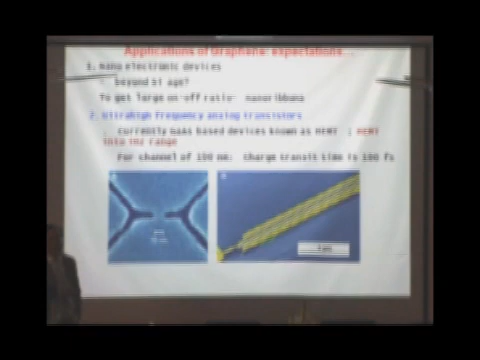 Applications of Graphene: expectations...
1. Nano electronic devices
beyond Si age?
To get large on-off ratio nanoribbons
2. Ultrahigh frequency analog transistors
currently GaAs based devices known as HEMT ; HEMT
into THz range
For channel of 100 nm: charge transit time is 100 fs